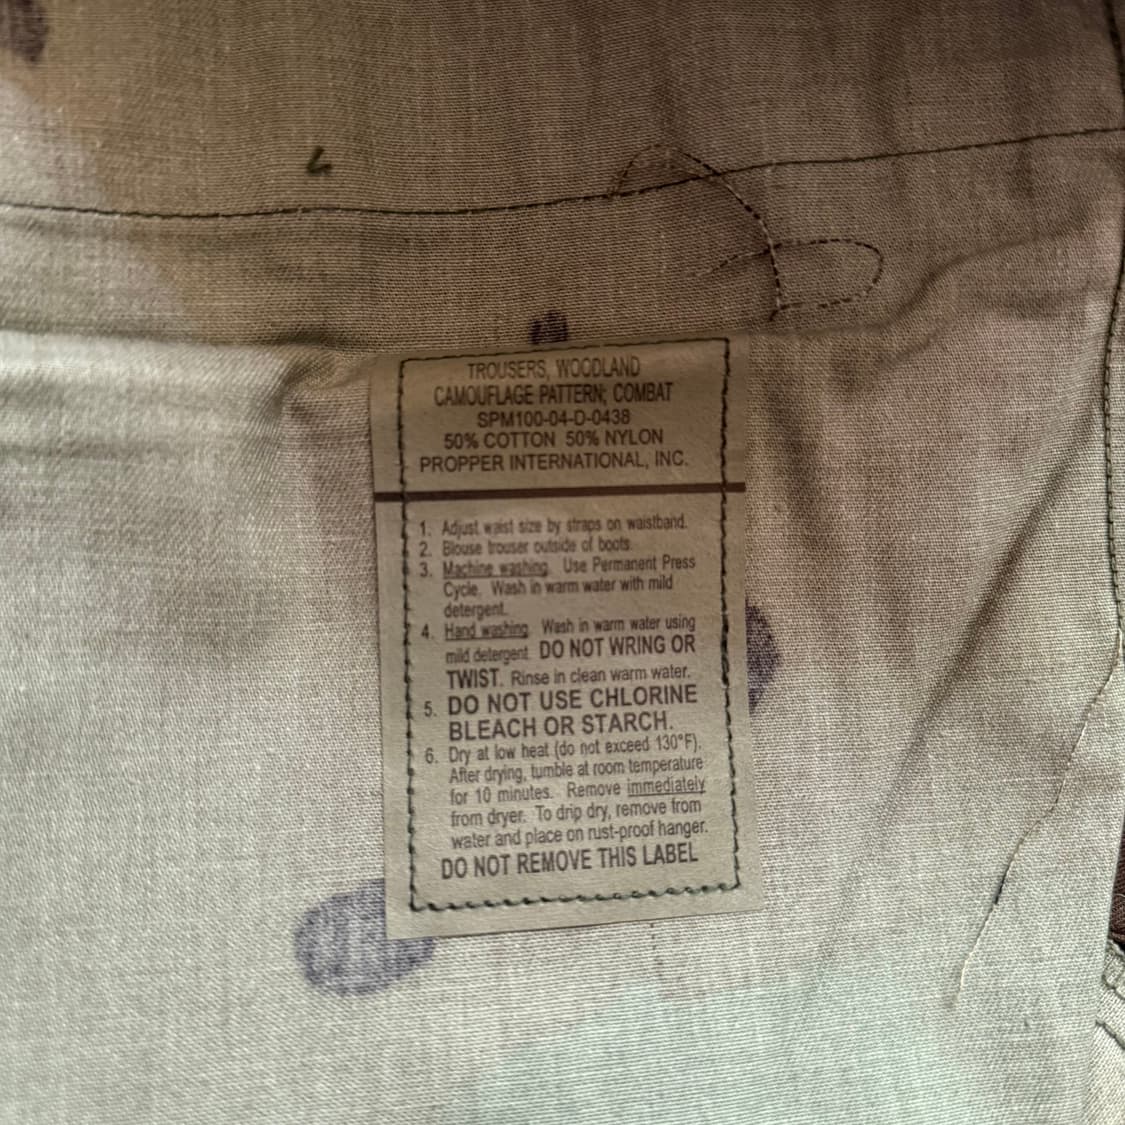 TROUSERS, WOODLAND
CAMOUFLAGE PATTERN; COMBAT
SPM100-04-D-0438
50% COTTON 50% NYLON
PROPPER INTERNATIONAL, INC.
1. Adjust waist size by straps on waistband.
2. Blouse trouser outside of boots
3. Machine washing. Use Permanent Press
Cycle. Wash in warm water with mild
detergent.
4. Hand washing. Wash in warm water using
mild detergent. DO NOT WRING OR
TWIST. Rinse in clean warm water.
5. DO NOT USE CHLORINE
BLEACH OR STARCH.
6. Dry at low heat (do not exceed 130°F).
After drying, tumble at room temperature
for 10 minutes. Remove immediately
from dryer. To drip dry, remove from
water and place on rust-proof hanger.
DO NOT REMOVE THIS LABEL